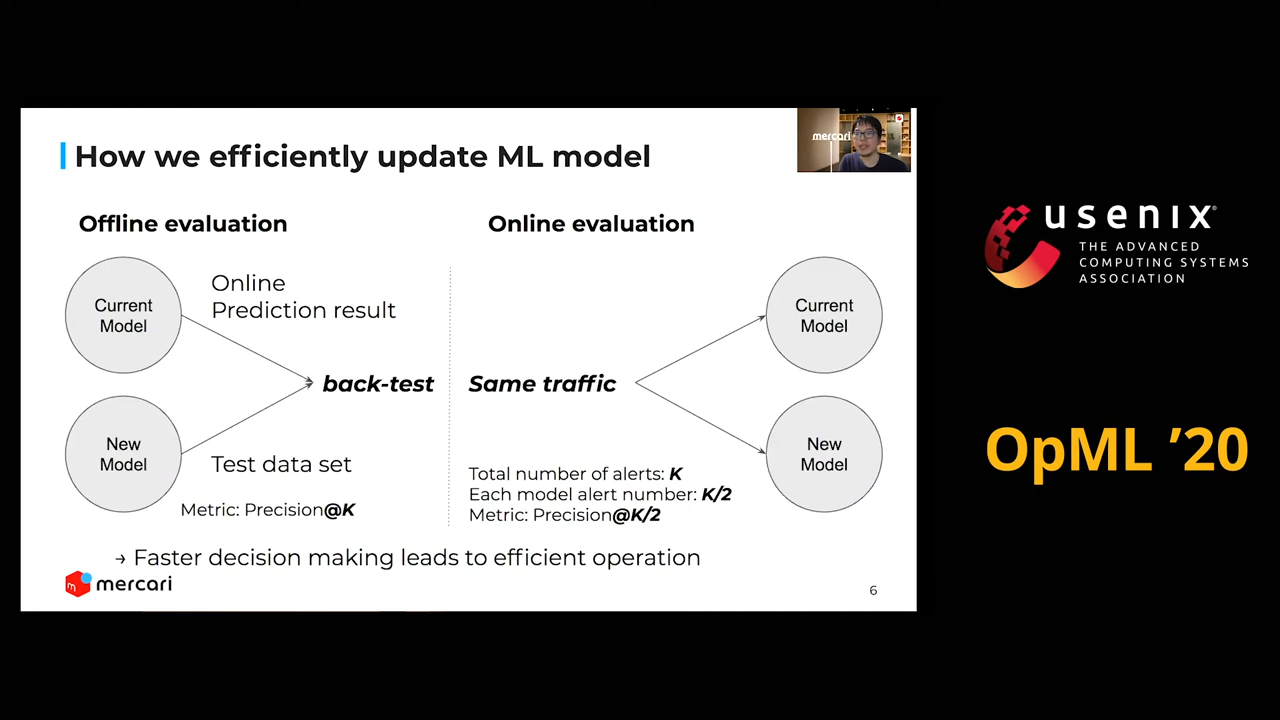 How we efficiently update ML model
mercari
Offline evaluation
Current
Model
Online
Prediction result
back-test
New
Model
Test data set
Metric: Precision@K
Online evaluation
Same traffic
Current
Model
New
Model
Total number of alerts: K
Each model alert number: K/2
Metric: Precision@K/2
→ Faster decision making leads to efficient operation
mercari
6
usenix
THE ADVANCED
COMPUTING SYSTEMS
ASSOCIATION
OpML ’20